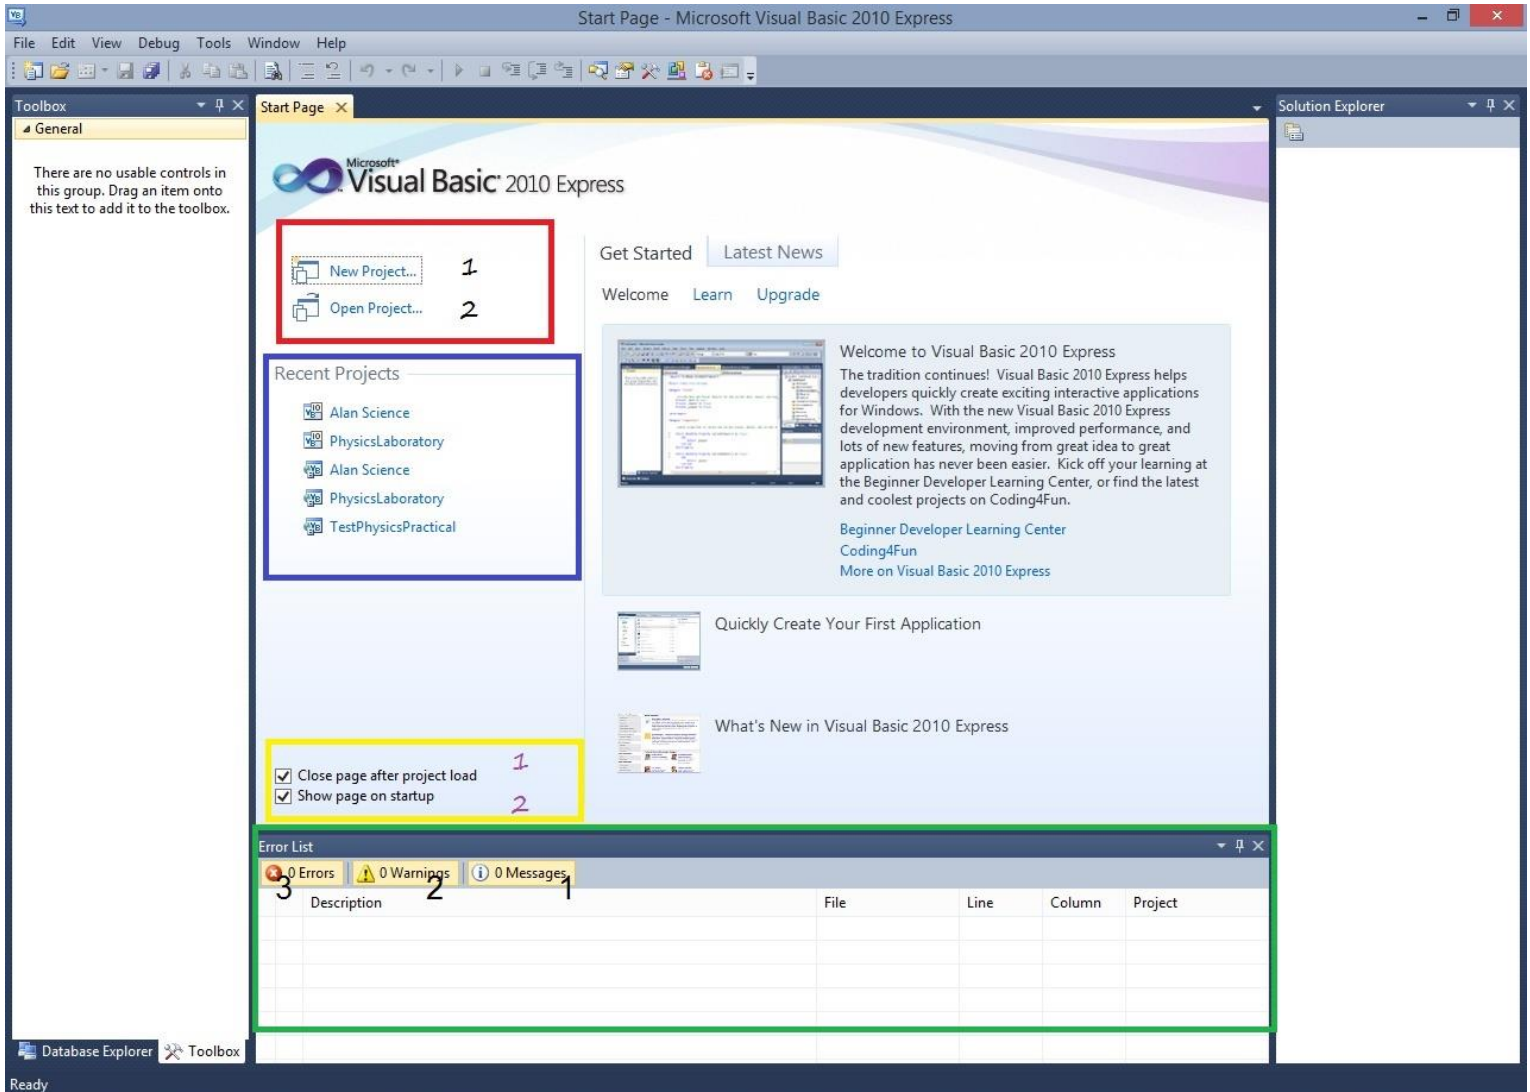 Start Page - Microsoft Visual Basic 2010 Express
File Edit View Debug Tools Window Help
Toolbox
General
There are no usable controls in
this group. Drag an item onto
this text to add it to the toolbox.
Database Explorer Toolbox
Start Page
Microsoft
Visual Basic 2010 Express
New Project... 1
Open Project... 2
Recent Projects
Alan Science
PhysicsLaboratory
Alan Science
PhysicsLaboratory
TestPhysicsPractical
Close page after project load 1
Show page on startup 2
Get Started Latest News
Welcome Learn Upgrade
Welcome to Visual Basic 2010 Express
The tradition continues! Visual Basic 2010 Express helps
developers quickly create exciting interactive applications
for Windows. With the new Visual Basic 2010 Express
development environment, improved performance, and
lots of new features, moving from great idea to great
application has never been easier. Kick off your learning at
the Beginner Developer Learning Center, or find the latest
and coolest projects on Coding4Fun.
Beginner Developer Learning Center
Coding4Fun
More on Visual Basic 2010 Express
Quickly Create Your First Application
What's New in Visual Basic 2010 Express
Error List
0 Errors 0 Warnings 0 Messages
3 2 1
Description File Line Column Project
Solution Explorer
Ready